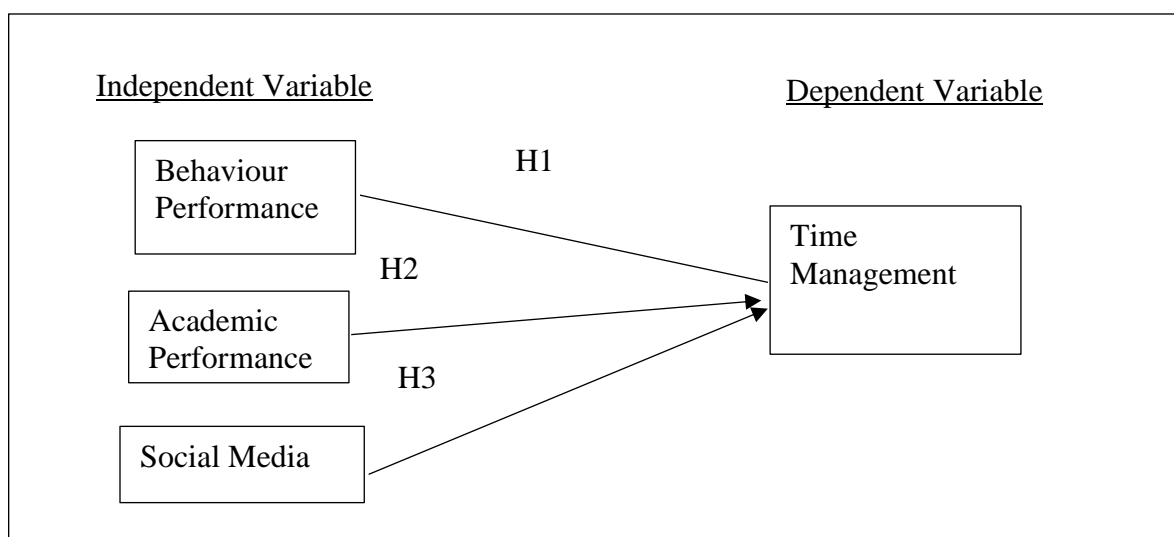 Independent Variable
Dependent Variable
Behaviour
Performance
H1
Time
Management
H2
Academic
Performance
H3
Social Media